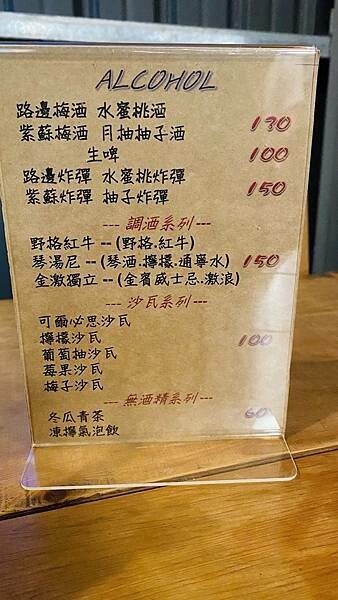 ALCOHOL
路邊梅酒 水蜜桃酒
紫蘇梅酒 月抽柚子酒 130
生啤 100
路邊炸彈 水蜜桃炸彈
紫蘇炸彈 柚子炸彈 150
--- 調酒系列 ---
野格紅牛 -- (野格.紅牛)
琴湯尼 -- (琴酒.檸檬.通寧水) 150
金激獨立 -- (金賓威士忌.激浪)
--- 沙瓦系列 ---
可爾必思沙瓦
檸檬沙瓦 100
葡萄柚沙瓦
莓果沙瓦
梅子沙瓦
--- 無酒精系列 ---
冬瓜青茶 60
凍檸氣泡飲